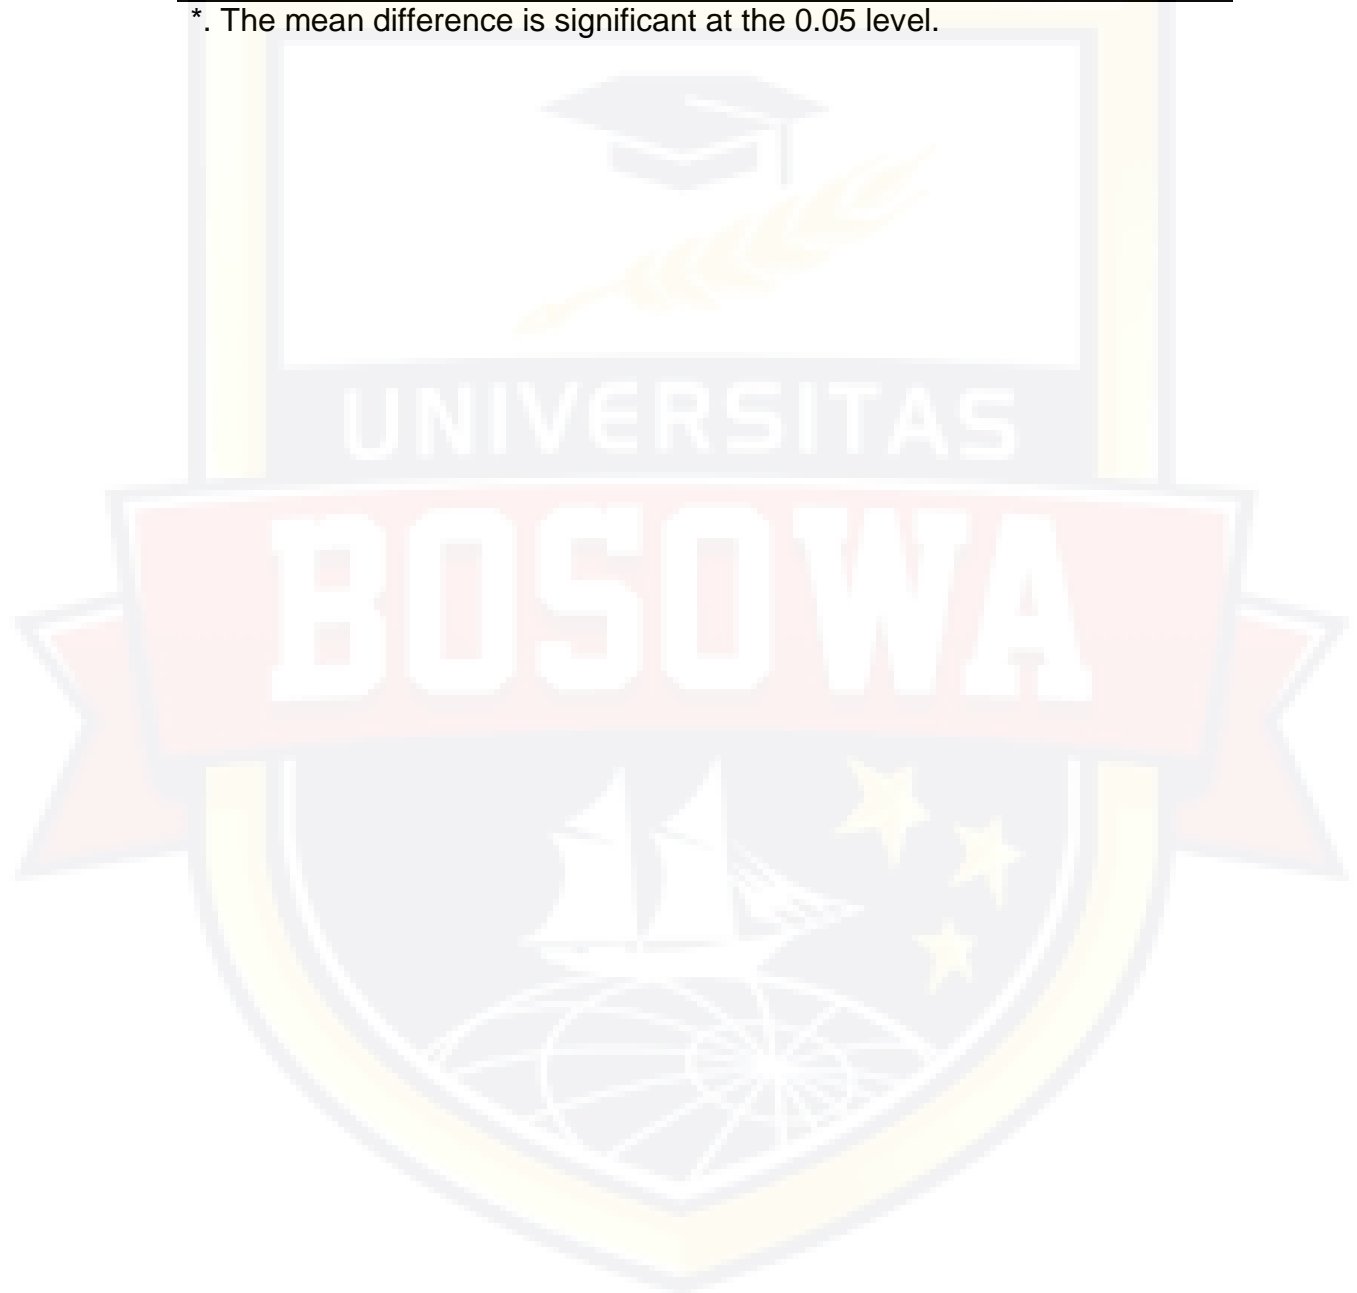 *. The mean difference is significant at the 0.05 level.
UNIVERSITAS
BOSOWA